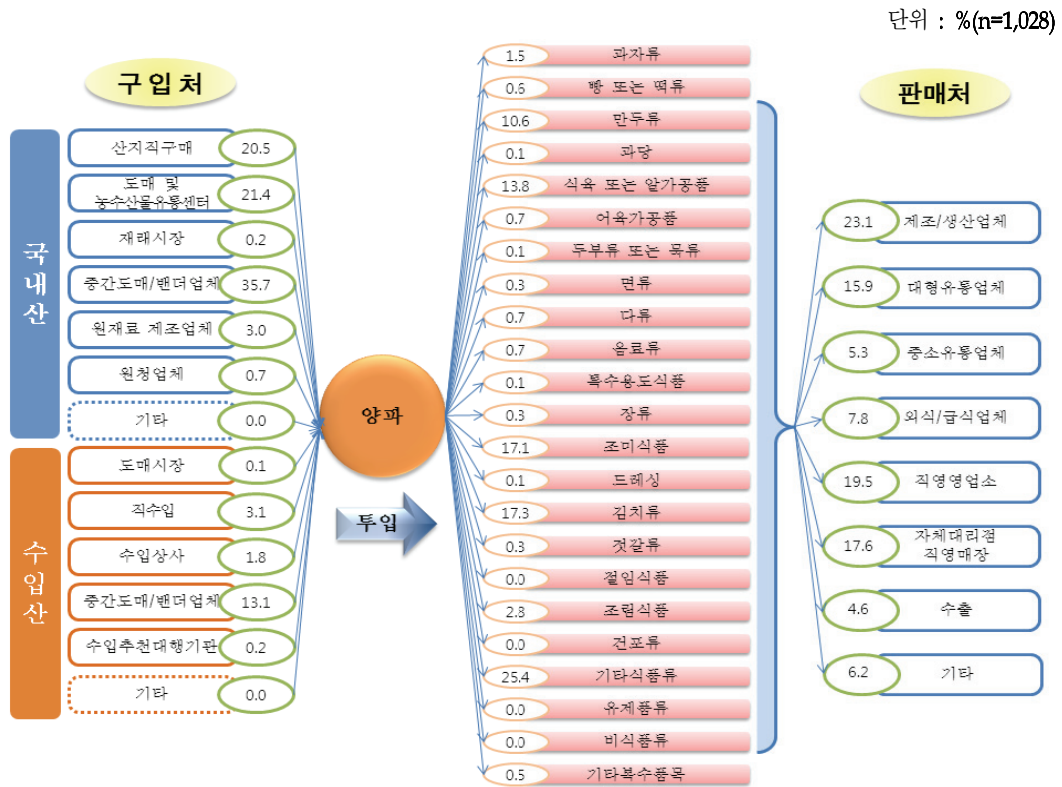 단위 : %(n=1,028)
구 입 처
국내산
산지직구매 20.5
도매 및
농수산물유통센터 21.4
재래시장 0.2
중간도매/밴더업체 35.7
원재료 제조업체 3.0
원청업체 0.7
기타 0.0
수입산
도매시장 0.1
직수입 3.1
수입상사 1.8
중간도매/밴더업체 13.1
수입추천대행기관 0.2
기타 0.0
양파
투입
1.5 과자류
0.6 빵 또는 떡류
10.6 만두류
0.1 과당
13.8 식육 또는 알가공품
0.7 어육가공품
0.1 두부류 또는 묵류
0.3 면류
0.7 다류
0.7 음료류
0.1 특수용도식품
0.3 장류
17.1 조미식품
0.1 드레싱
17.3 김치류
0.3 젓갈류
0.0 절임식품
2.8 조림식품
0.0 건포류
25.4 기타식품류
0.0 유제품류
0.0 비식품류
0.5 기타복수품목
판매처
23.1 제조/생산업체
15.9 대형유통업체
5.3 중소유통업체
7.8 외식/급식업체
19.5 직영영업소
17.6 자체대리점
직영매장
4.6 수출
6.2 기타